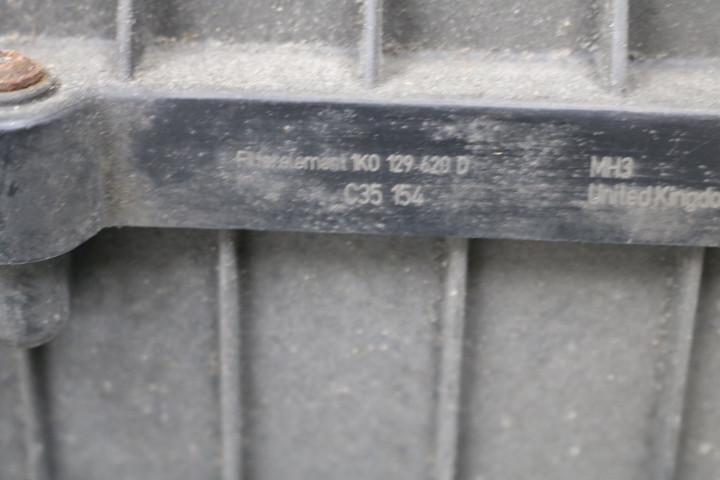 Filterelement 1K0 129 620 D
C35 154
MH3
United Kingdo